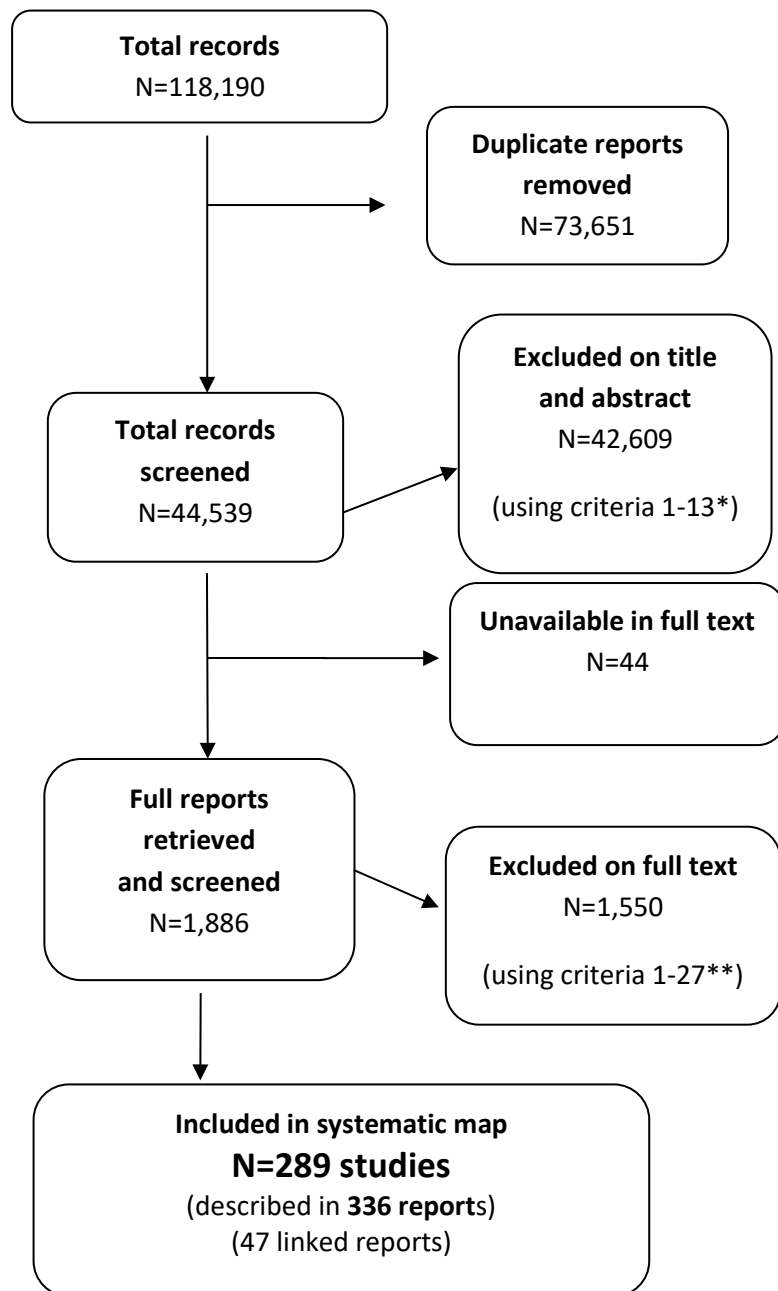 Total records
N=118,190
Duplicate reports
removed
N=73,651
Excluded on title
and abstract
N=42,609
(using criteria 1-13*)
Total records
screened
N=44,539
Unavailable in full text
N=44
Full reports
retrieved
and screened
N=1,886
Excluded on full text
N=1,550
(using criteria 1-27**)
Included in systematic map
N=289 studies
(described in 336 reports)
(47 linked reports)